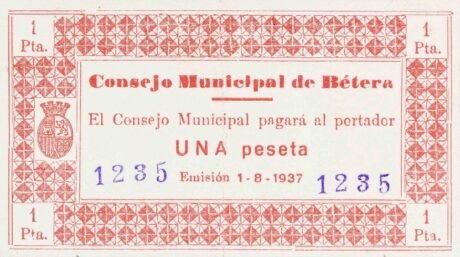 1 Pta.
1 Pta.
Consejo Municipal de Bétera
El Consejo Municipal pagará al portador
UNA peseta
1235 Emisión 1-8-1937 1235
1 Pta.
1 Pta.